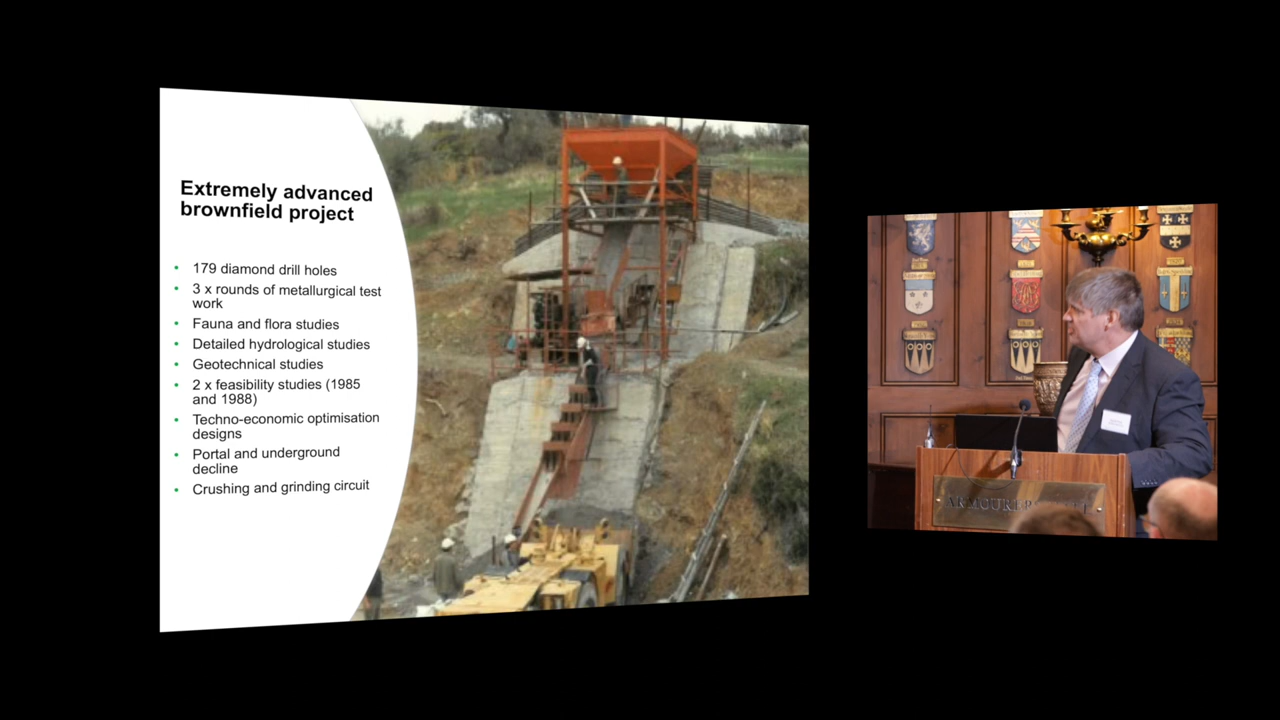 Extremely advanced
brownfield project
• 179 diamond drill holes
• 3 x rounds of metallurgical test
work
• Fauna and flora studies
• Detailed hydrological studies
• Geotechnical studies
• 2 x feasibility studies (1985
and 1988)
• Techno-economic optimisation
designs
• Portal and underground
decline
• Crushing and grinding circuit